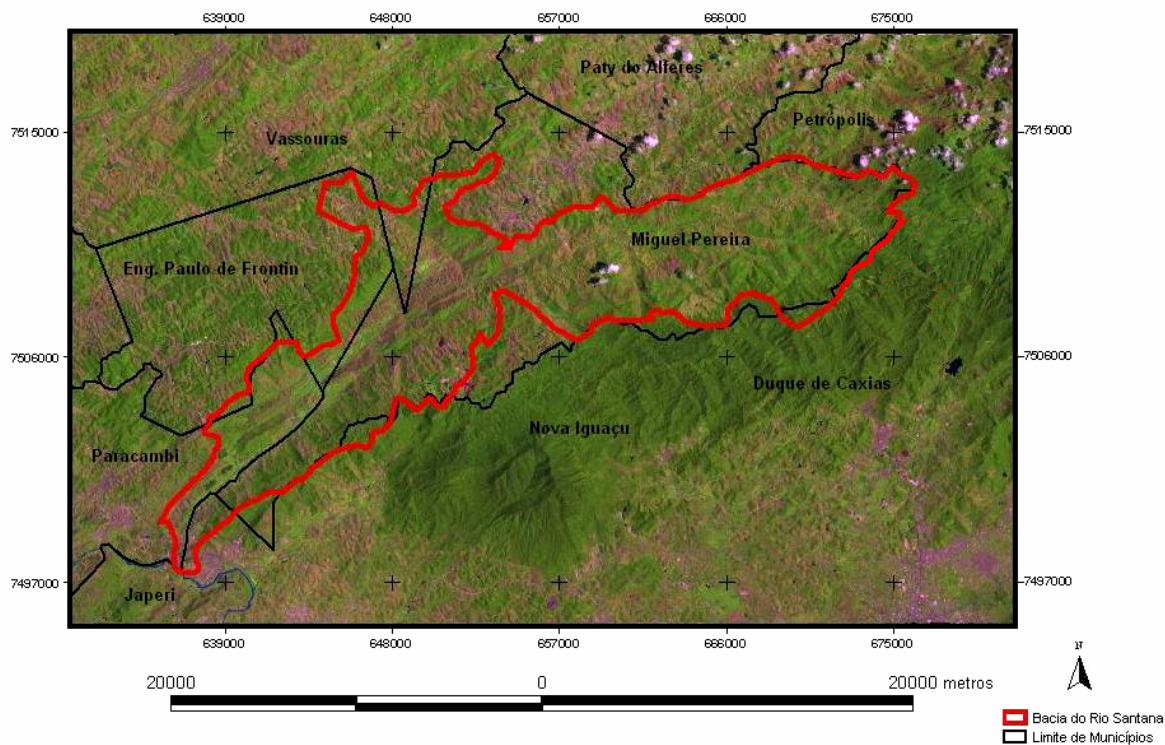 639000 648000 657000 666000 675000
Paty do Alferes
Petrópolis
7515000 7515000
Vassouras
Miguel Pereira
Eng. Paulo de Frontin
7506000 7506000
Duque de Caxias
Nova Iguaçu
Paracambi
7497000 7497000
Japeri
639000 648000 657000 666000 675000
N
20000 0 20000 metros
Bacia do Rio Santana
Limite de Municípios